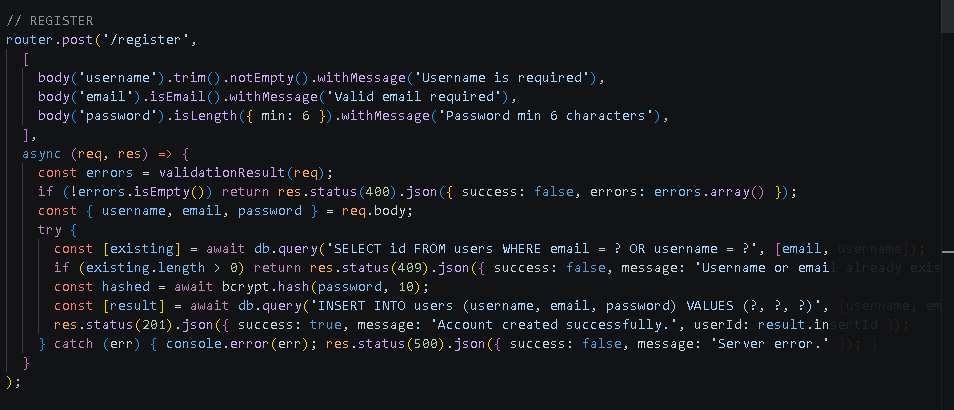 // REGISTER
router.post('/register',
[
body('username').trim().notEmpty().withMessage('Username is required'),
body('email').isEmail().withMessage('Valid email required'),
body('password').isLength({ min: 6 }).withMessage('Password min 6 characters'),
],
async (req, res) => {
const errors = validationResult(req);
if (!errors.isEmpty()) return res.status(400).json({ success: false, errors: errors.array() });
const { username, email, password } = req.body;
try {
const [existing] = await db.query('SELECT id FROM users WHERE email = ? OR username = ?', [email, username]);
if (existing.length > 0) return res.status(409).json({ success: false, message: 'Username or email already exis
const hashed = await bcrypt.hash(password, 10);
const [result] = await db.query('INSERT INTO users (username, email, password) VALUES (?, ?, ?)', [username, em
res.status(201).json({ success: true, message: 'Account created successfully.', userId: result.insertId });
} catch (err) { console.error(err); res.status(500).json({ success: false, message: 'Server error.' }); }
}
);